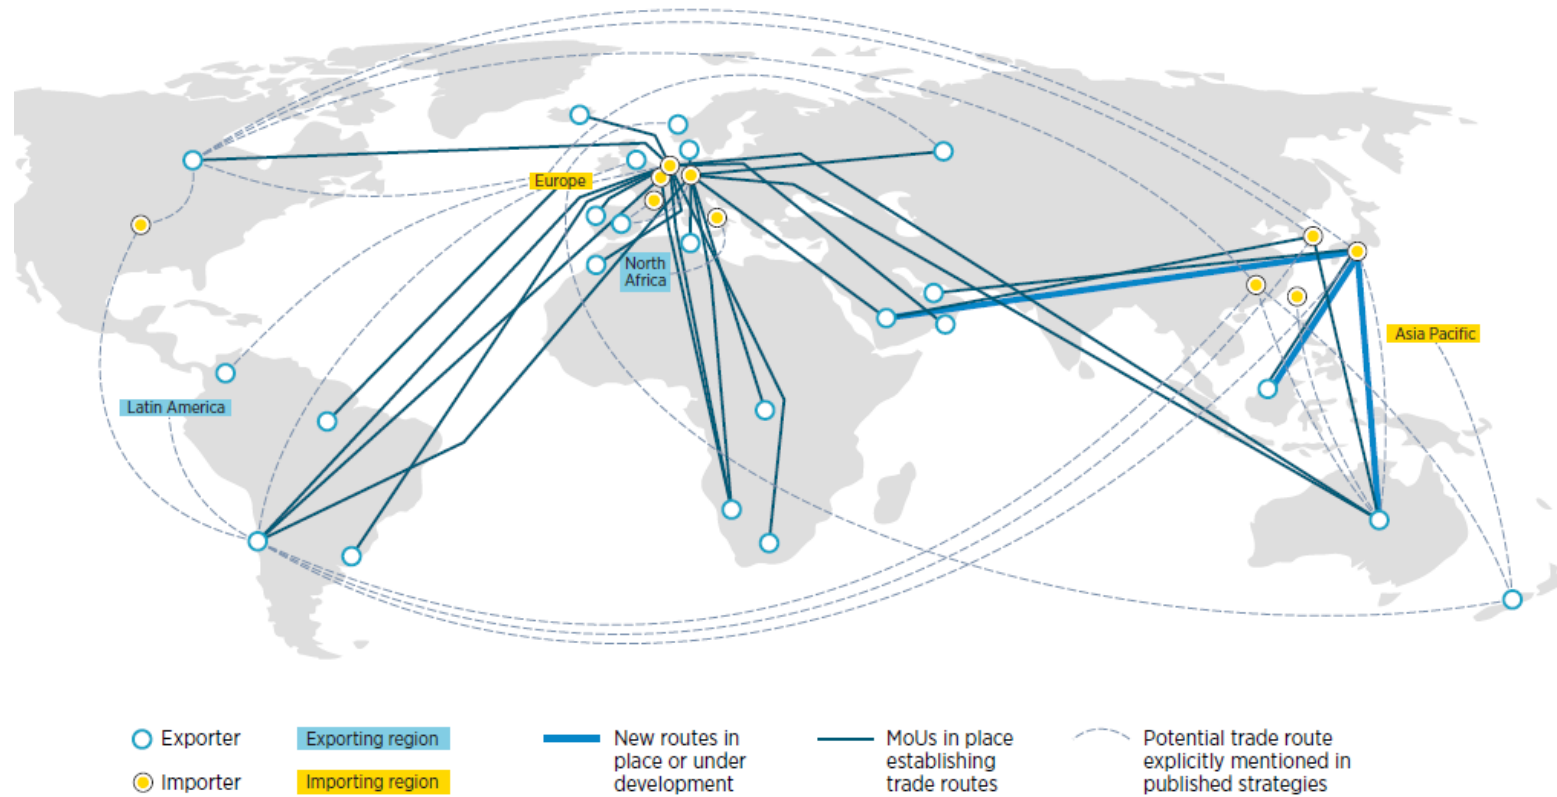 Europe
North
Africa
Asia Pacific
Latin America
Exporter
Exporting region
New routes in
place or under
development
MoUs in place
establishing
trade routes
Potential trade route
explicitly mentioned in
published strategies
Importer
Importing region